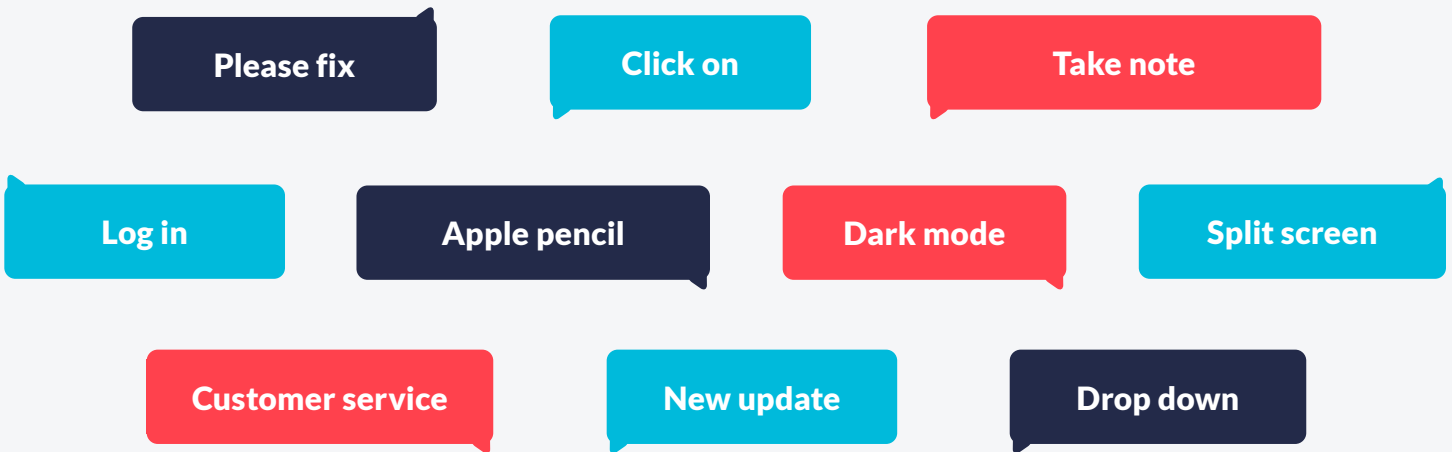 Please fix
Click on
Take note
Log in
Apple pencil
Dark mode
Split screen
Customer service
New update
Drop down